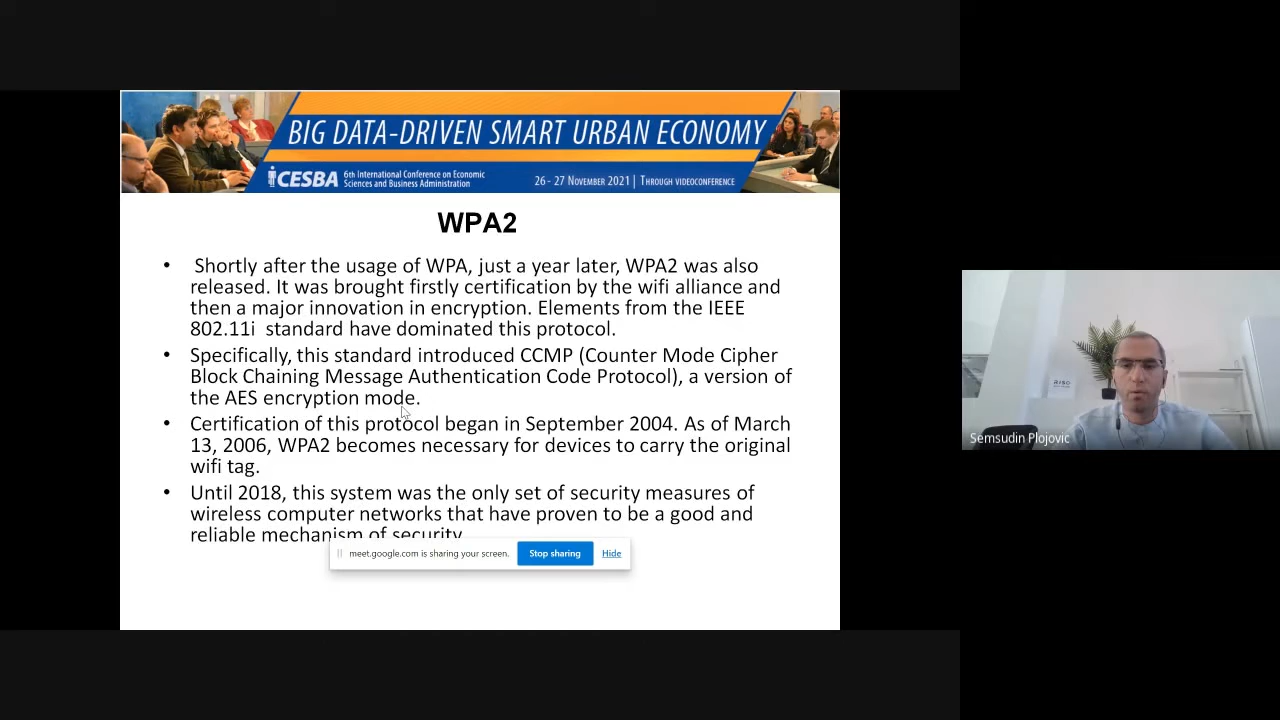 BIG DATA-DRIVEN SMART URBAN ECONOMY
iCESBA 6th International Conference on Economic
Sciences and Business Administration
26 - 27 NOVEMBER 2021 | THROUGH VIDEOCONFERENCE
WPA2
• Shortly after the usage of WPA, just a year later, WPA2 was also
released. It was brought firstly certification by the wifi alliance and
then a major innovation in encryption. Elements from the IEEE
802.11i standard have dominated this protocol.
• Specifically, this standard introduced CCMP (Counter Mode Cipher
Block Chaining Message Authentication Code Protocol), a version of
the AES encryption mode.
• Certification of this protocol began in September 2004. As of March
13, 2006, WPA2 becomes necessary for devices to carry the original
wifi tag.
• Until 2018, this system was the only set of security measures of
wireless computer networks that have proven to be a good and
reliable mechanism of security
meet.google.com is sharing your screen. Stop sharing Hide
Semsudin Plojovic